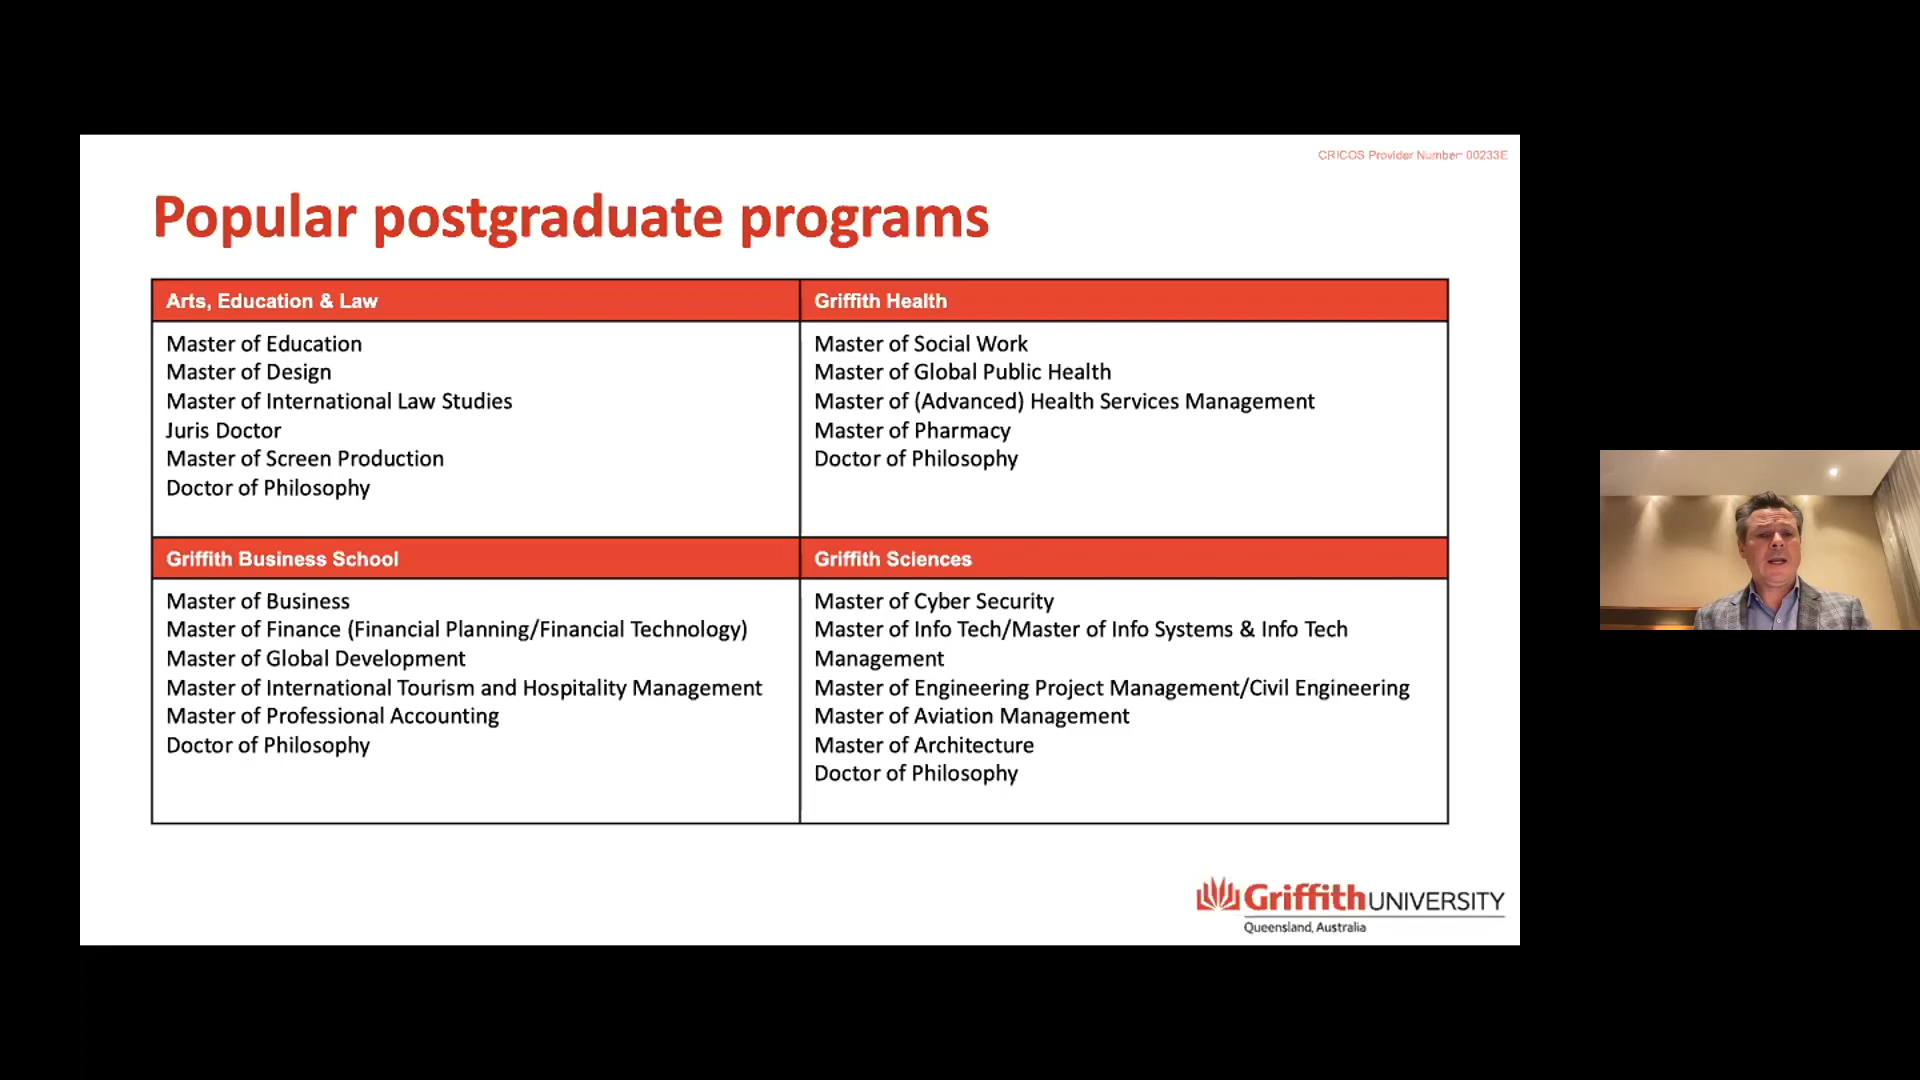 CRICOS Provider Number: 00233E
Popular postgraduate programs
Arts, Education & Law
Master of Education
Master of Design
Master of International Law Studies
Juris Doctor
Master of Screen Production
Doctor of Philosophy
Griffith Health
Master of Social Work
Master of Global Public Health
Master of (Advanced) Health Services Management
Master of Pharmacy
Doctor of Philosophy
Griffith Business School
Master of Business
Master of Finance (Financial Planning/Financial Technology)
Master of Global Development
Master of International Tourism and Hospitality Management
Master of Professional Accounting
Doctor of Philosophy
Griffith Sciences
Master of Cyber Security
Master of Info Tech/Master of Info Systems & Info Tech
Management
Master of Engineering Project Management/Civil Engineering
Master of Aviation Management
Master of Architecture
Doctor of Philosophy
Griffith UNIVERSITY
Queensland, Australia